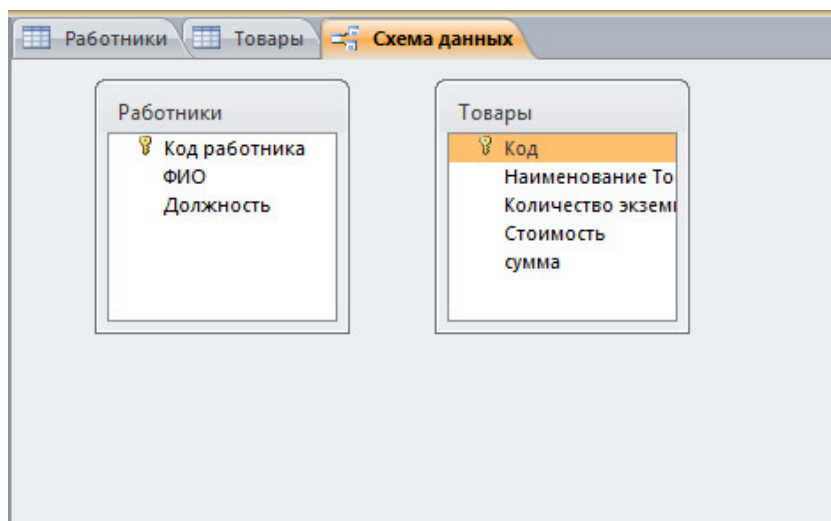 Работники Товары Схема данных
Работники
Код работника
ФИО
Должность
Товары
Код
Наименование То
Количество экзем
Стоимость
сумма